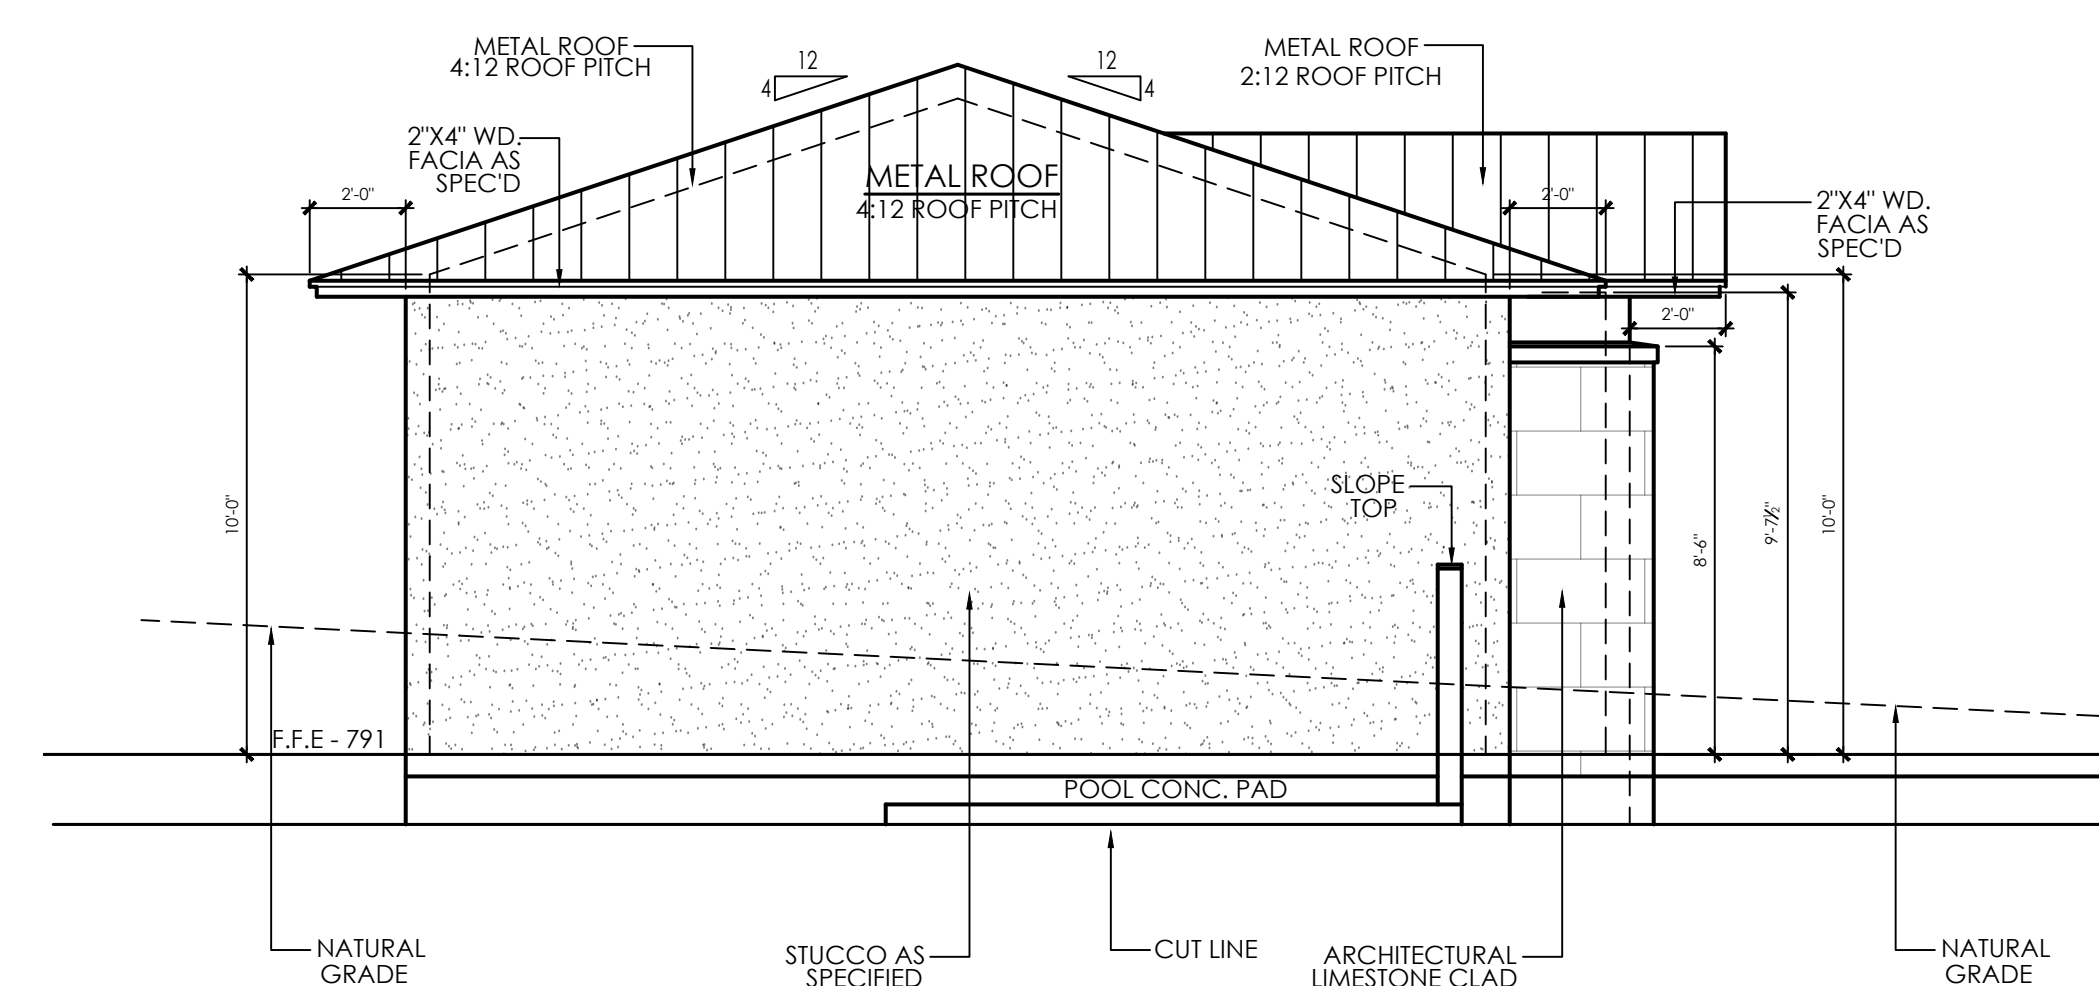 METAL ROOF
4:12 ROOF PITCH
12
4
12
4
METAL ROOF
2:12 ROOF PITCH
2"X4" WD.
FACIA AS
SPEC'D
METAL ROOF
4:12 ROOF PITCH
2'-0"
2'-0"
2"X4" WD.
FACIA AS
SPEC'D
2'-0"
SLOPE
TOP
10'-0"
8'-6"
9'-7½"
10'-0"
F.F.E - 791
POOL CONC. PAD
NATURAL
GRADE
STUCCO AS
SPECIFIED
CUT LINE
ARCHITECTURAL
LIMESTONE CLAD
NATURAL
GRADE